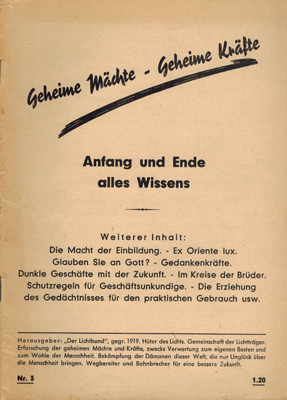 Geheime Mächte - Geheime Kräfte
Anfang und Ende
alles Wissens
Weiterer Inhalt:
Die Macht der Einbildung. - Ex Oriente lux.
Glauben Sie an Gott? - Gedankenkräfte.
Dunkle Geschäfte mit der Zukunft. - Im Kreise der Brüder.
Schutzregeln für Geschäftsunkundige. - Die Erziehung
des Gedächtnisses für den praktischen Gebrauch usw.
Herausgeber: „Der Lichtbund", gegr. 1919. Hüter des Lichts. Gemeinschaft der Lichtträger.
Erforschung der geheimen Mächte und Kräfte, zwecks Verwertung zum eigenen Besten und
zum Wohle der Menschheit. Bekämpfung der Dämonen dieser Welt, die nur Unglück über
die Menschheit bringen. Wegbereiter und Bahnbrecher für eine bessere Zukunft.
Nr. 3 1.20